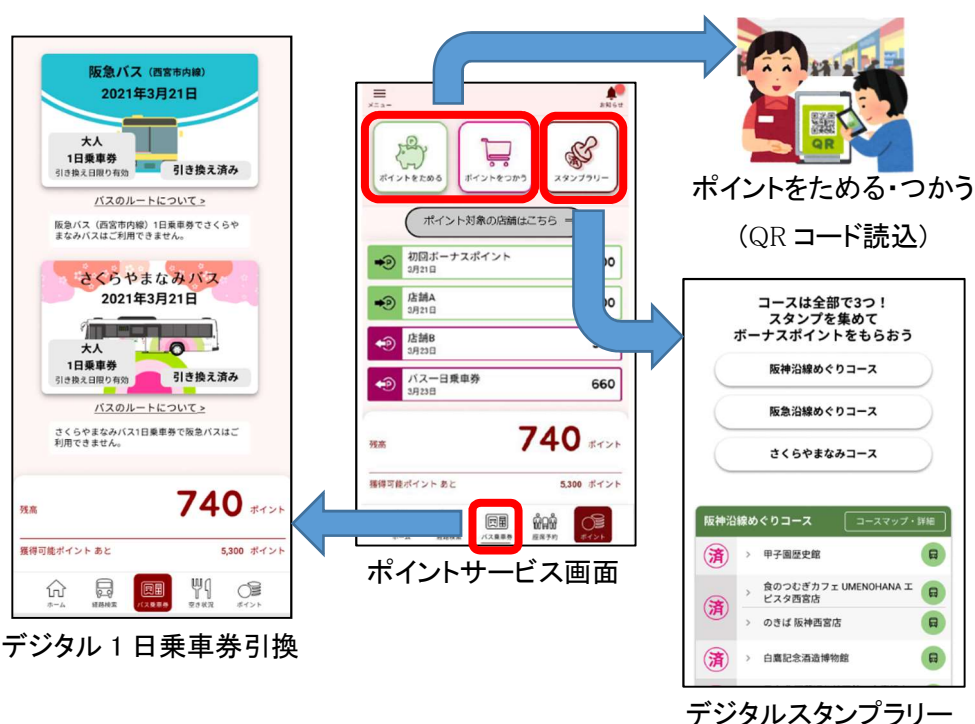 阪急バス（西宮市内線）
2021年3月21日
大人
1日乗車券
引き換え日限り有効
引き換え済み
バスのルートについて >
阪急バス（西宮市内線）1日乗車券でさくらや
まなみバスはご利用できません。
さくらやまなみバス
2021年3月21日
大人
1日乗車券
引き換え日限り有効
引き換え済み
バスのルートについて >
さくらやまなみバス1日乗車券で阪急バスはご
利用できません。
残高
740 ポイント
獲得可能ポイント あと
5,300 ポイント
ホーム
経路検索
バス乗車券
空き状況
ポイント
デジタル1日乗車券引換
メニュー
お知らせ
ポイントをためる
ポイントをつかう
スタンプラリー
ポイント対象の店舗はこちら
初回ボーナスポイント
3月21日
店舗A
3月21日
店舗B
3月23日
バス一日乗車券
3月23日
660
残高
740 ポイント
獲得可能ポイント あと
5,300 ポイント
バス乗車券
座席予約
ポイント
ポイントサービス画面
QR
ポイントをためる・つかう
（QRコード読込）
コースは全部で3つ！
スタンプを集めて
ボーナスポイントをもらおう
阪神沿線めぐりコース
阪急沿線めぐりコース
さくらやまなみコース
阪神沿線めぐりコース
コースマップ・詳細
済
> 甲子園歴史館
済
> 食のつむぎカフェ UMENOHANA エ
ビスタ西宮店
> のきば 阪神西宮店
済
> 白鷹記念酒造博物館
デジタルスタンプラリー